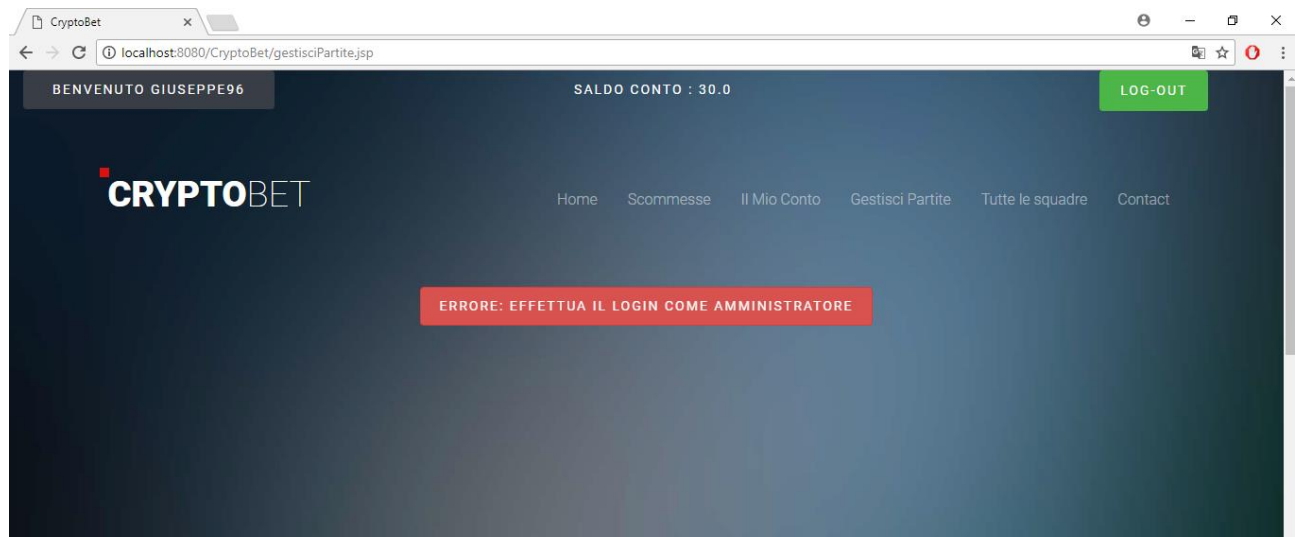 CryptoBet
localhost:8080/CryptoBet/gestisciPartite.jsp
BENVENUTO GIUSEPPE96 SALDO CONTO : 30.0 LOG-OUT
CRYPTOBET Home Scommesse Il Mio Conto Gestisci Partite Tutte le squadre Contact
ERRORE: EFFETTUA IL LOGIN COME AMMINISTRATORE